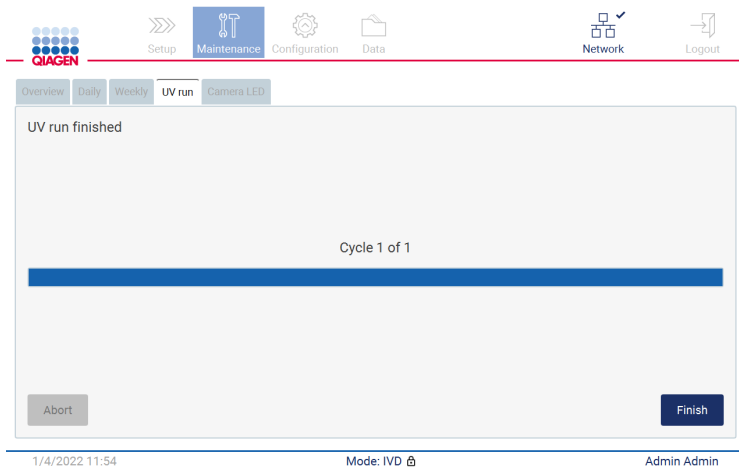 QIAGEN
Setup
Maintenance
Configuration
Data
Network
Logout
Overview
Daily
Weekly
UV run
Camera LED
UV run finished
Cycle 1 of 1
Abort
Finish
1/4/2022 11:54
Mode: IVD
Admin Admin